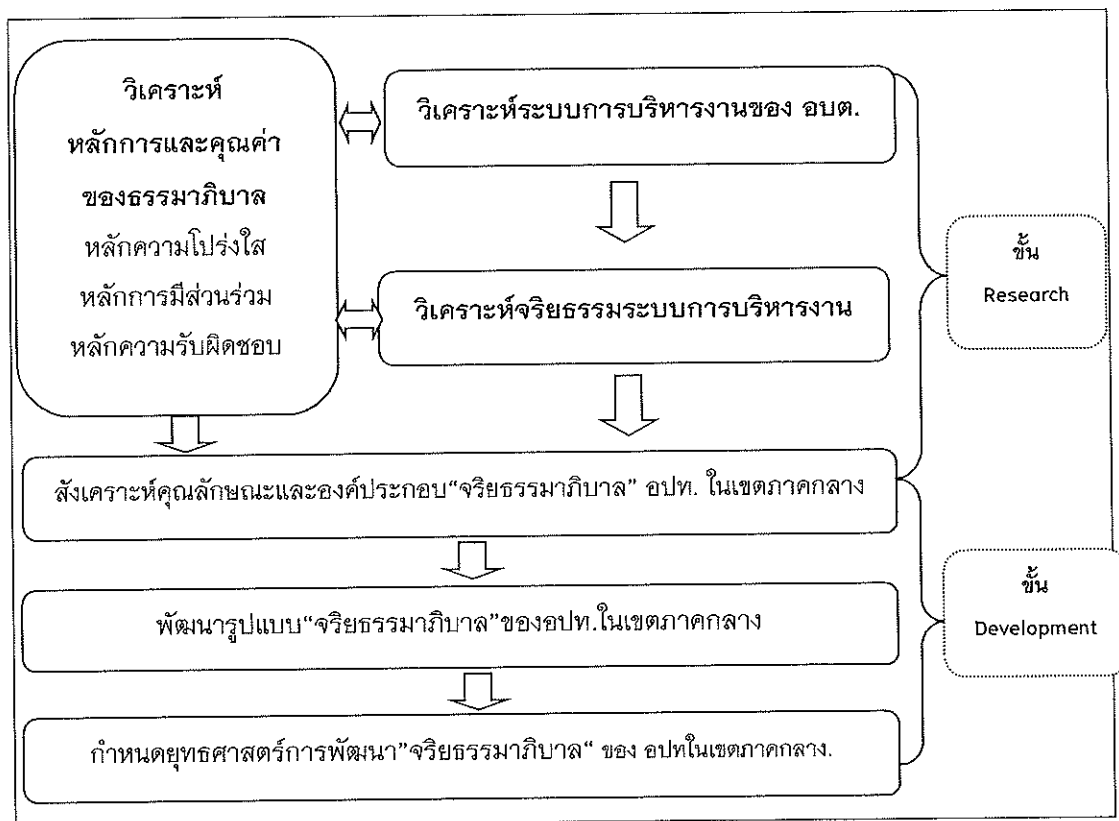 วิเคราะห์
หลักการและคุณค่า
ของธรรมาภิบาล
หลักความโปร่งใส
หลักการมีส่วนร่วม
หลักความรับผิดชอบ
วิเคราะห์ระบบการบริหารงานของ อบต.
วิเคราะห์จริยธรรมระบบการบริหารงาน
ขั้น
Research
สังเคราะห์คุณลักษณะและองค์ประกอบ“จริยธรรมาภิบาล” อปท. ในเขตภาคกลาง
พัฒนารูปแบบ“จริยธรรมาภิบาล”ของอปท.ในเขตภาคกลาง
กำหนดยุทธศาสตร์การพัฒนา”จริยธรรมาภิบาล“ ของ อปทในเขตภาคกลาง.
ขั้น
Development